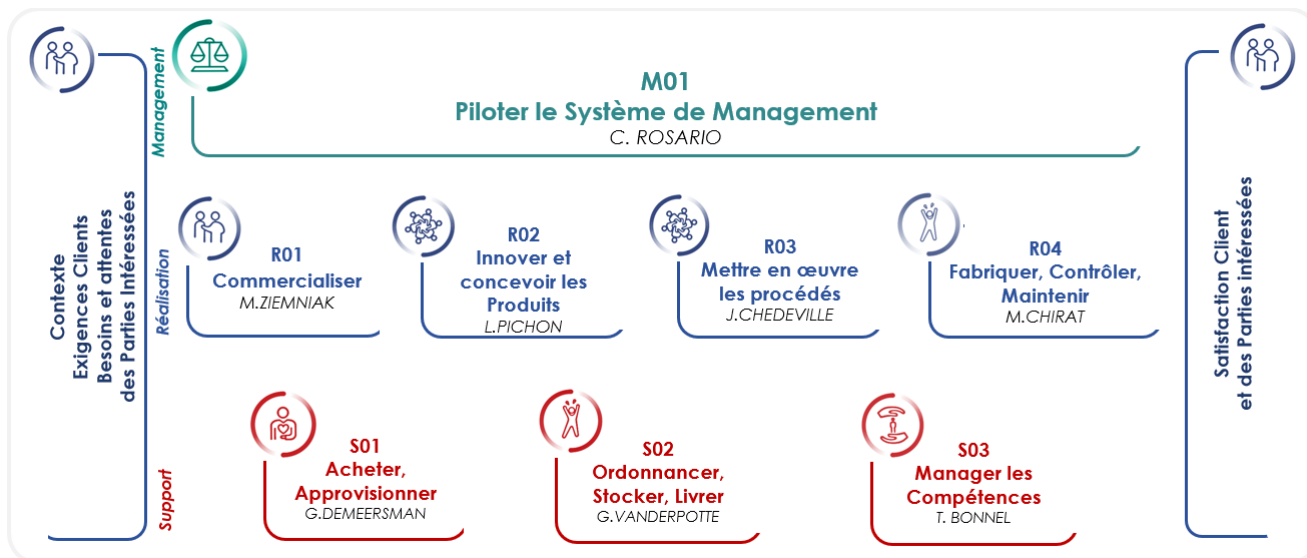 Contexte
Exigences Clients
Besoins et attentes
des Parties Intéressées
Management
M01
Piloter le Système de Management
C. ROSARIO
Réalisation
R01
Commercialiser
M.ZIEMNIAK
R02
Innover et
concevoir les
Produits
L.PICHON
R03
Mettre en œuvre
les procédés
J.CHEDEVILLE
R04
Fabriquer, Contrôler,
Maintenir
M.CHIRAT
Support
S01
Acheter,
Approvisionner
G.DEMEERSMAN
S02
Ordonnancer,
Stocker, Livrer
G.VANDERPOTTE
S03
Manager les
Compétences
T. BONNEL
Satisfaction Client
et des Parties intéressées